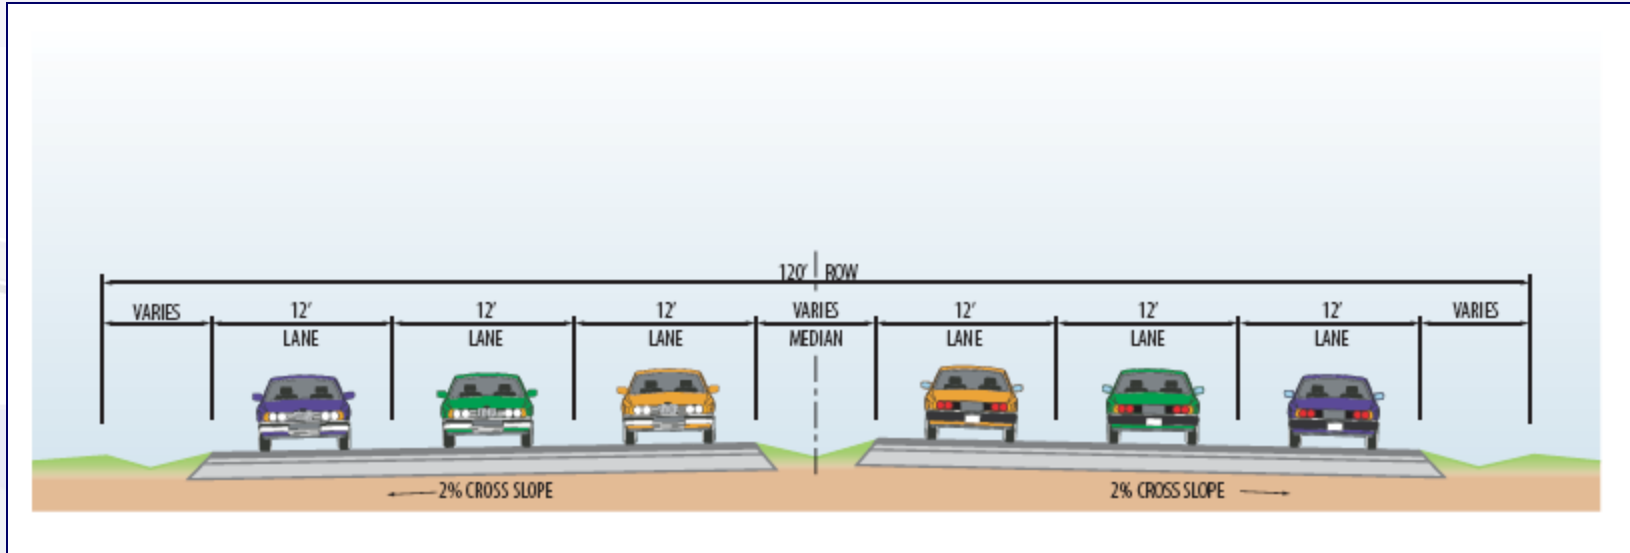 120′ ROW
VARIES 12′ 12′ 12′ VARIES 12′ 12′ 12′ VARIES
LANE LANE LANE MEDIAN LANE LANE LANE
2% CROSS SLOPE 2% CROSS SLOPE